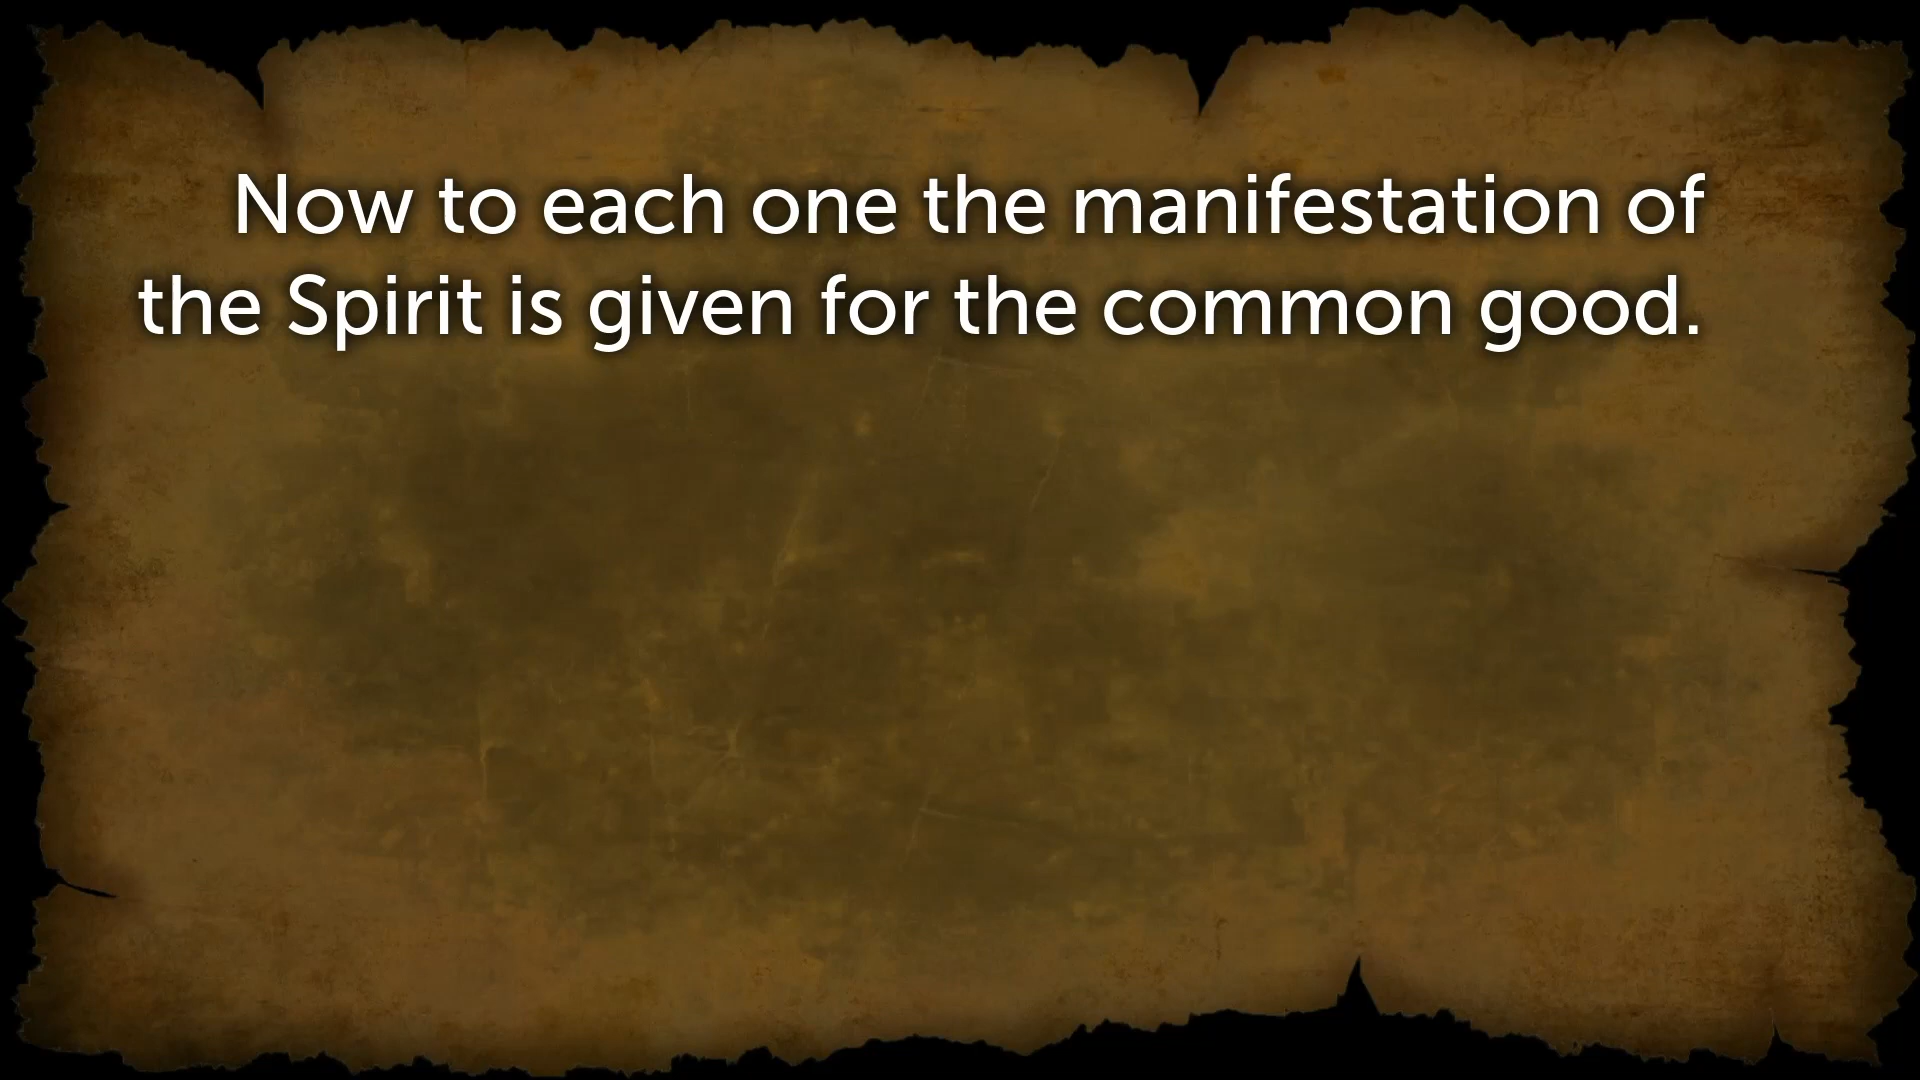 Now to each one the manifestation of
the Spirit is given for the common good.